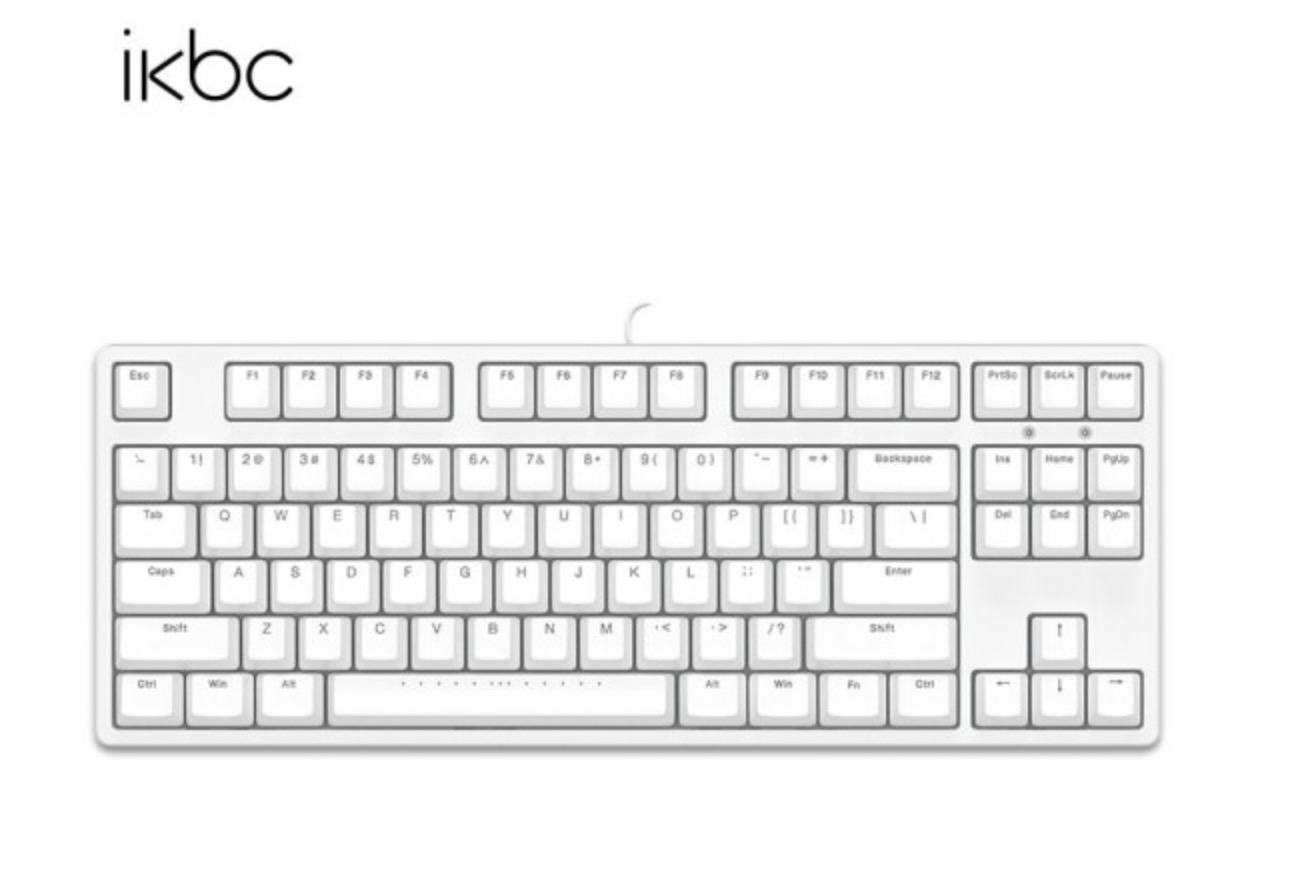 ikbc
Esc F1 F2 F3 F4 F5 F6 F7 F8 F9 F10 F11 F12 PrtSc ScrLk Pause
`~ 1! 2@ 3# 4$ 5% 6^ 7& 8* 9( 0) -_ =+ Backspace Ins Home PgUp
Tab Q W E R T Y U I O P [{ ]} \| Del End PgDn
Caps A S D F G H J K L ;: '" Enter
Shift Z X C V B N M ,< .> /? Shift ↑
Ctrl Win Alt Alt Win Fn Ctrl ← ↓ →